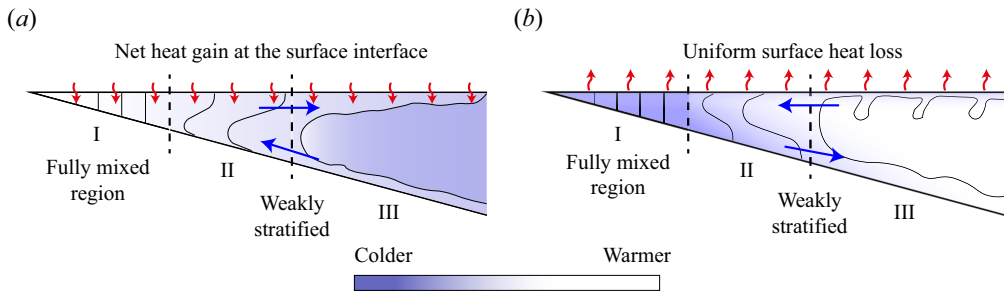 (a)
Net heat gain at the surface interface
I
Fully mixed
region
II
Weakly
stratified
III
(b)
Uniform surface heat loss
I
Fully mixed
region
II
Weakly
stratified
III
Colder
Warmer